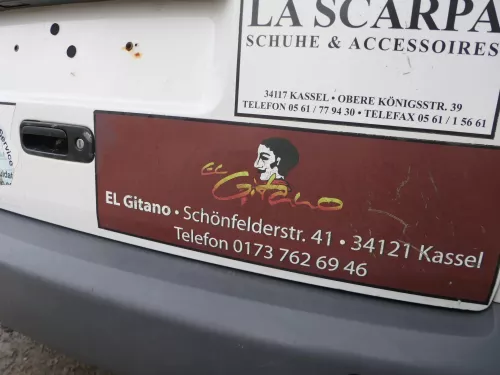 LA SCARPA
SCHUHE & ACCESSOIRES
34117 KASSEL • OBERE KÖNIGSSTR. 39
TELEFON 05 61 / 77 94 30 • TELEFAX 05 61 / 1 56 61
Service
EL
Gitano
EL Gitano • Schönfelderstr. 41 • 34121 Kassel
Telefon 0173 762 69 46